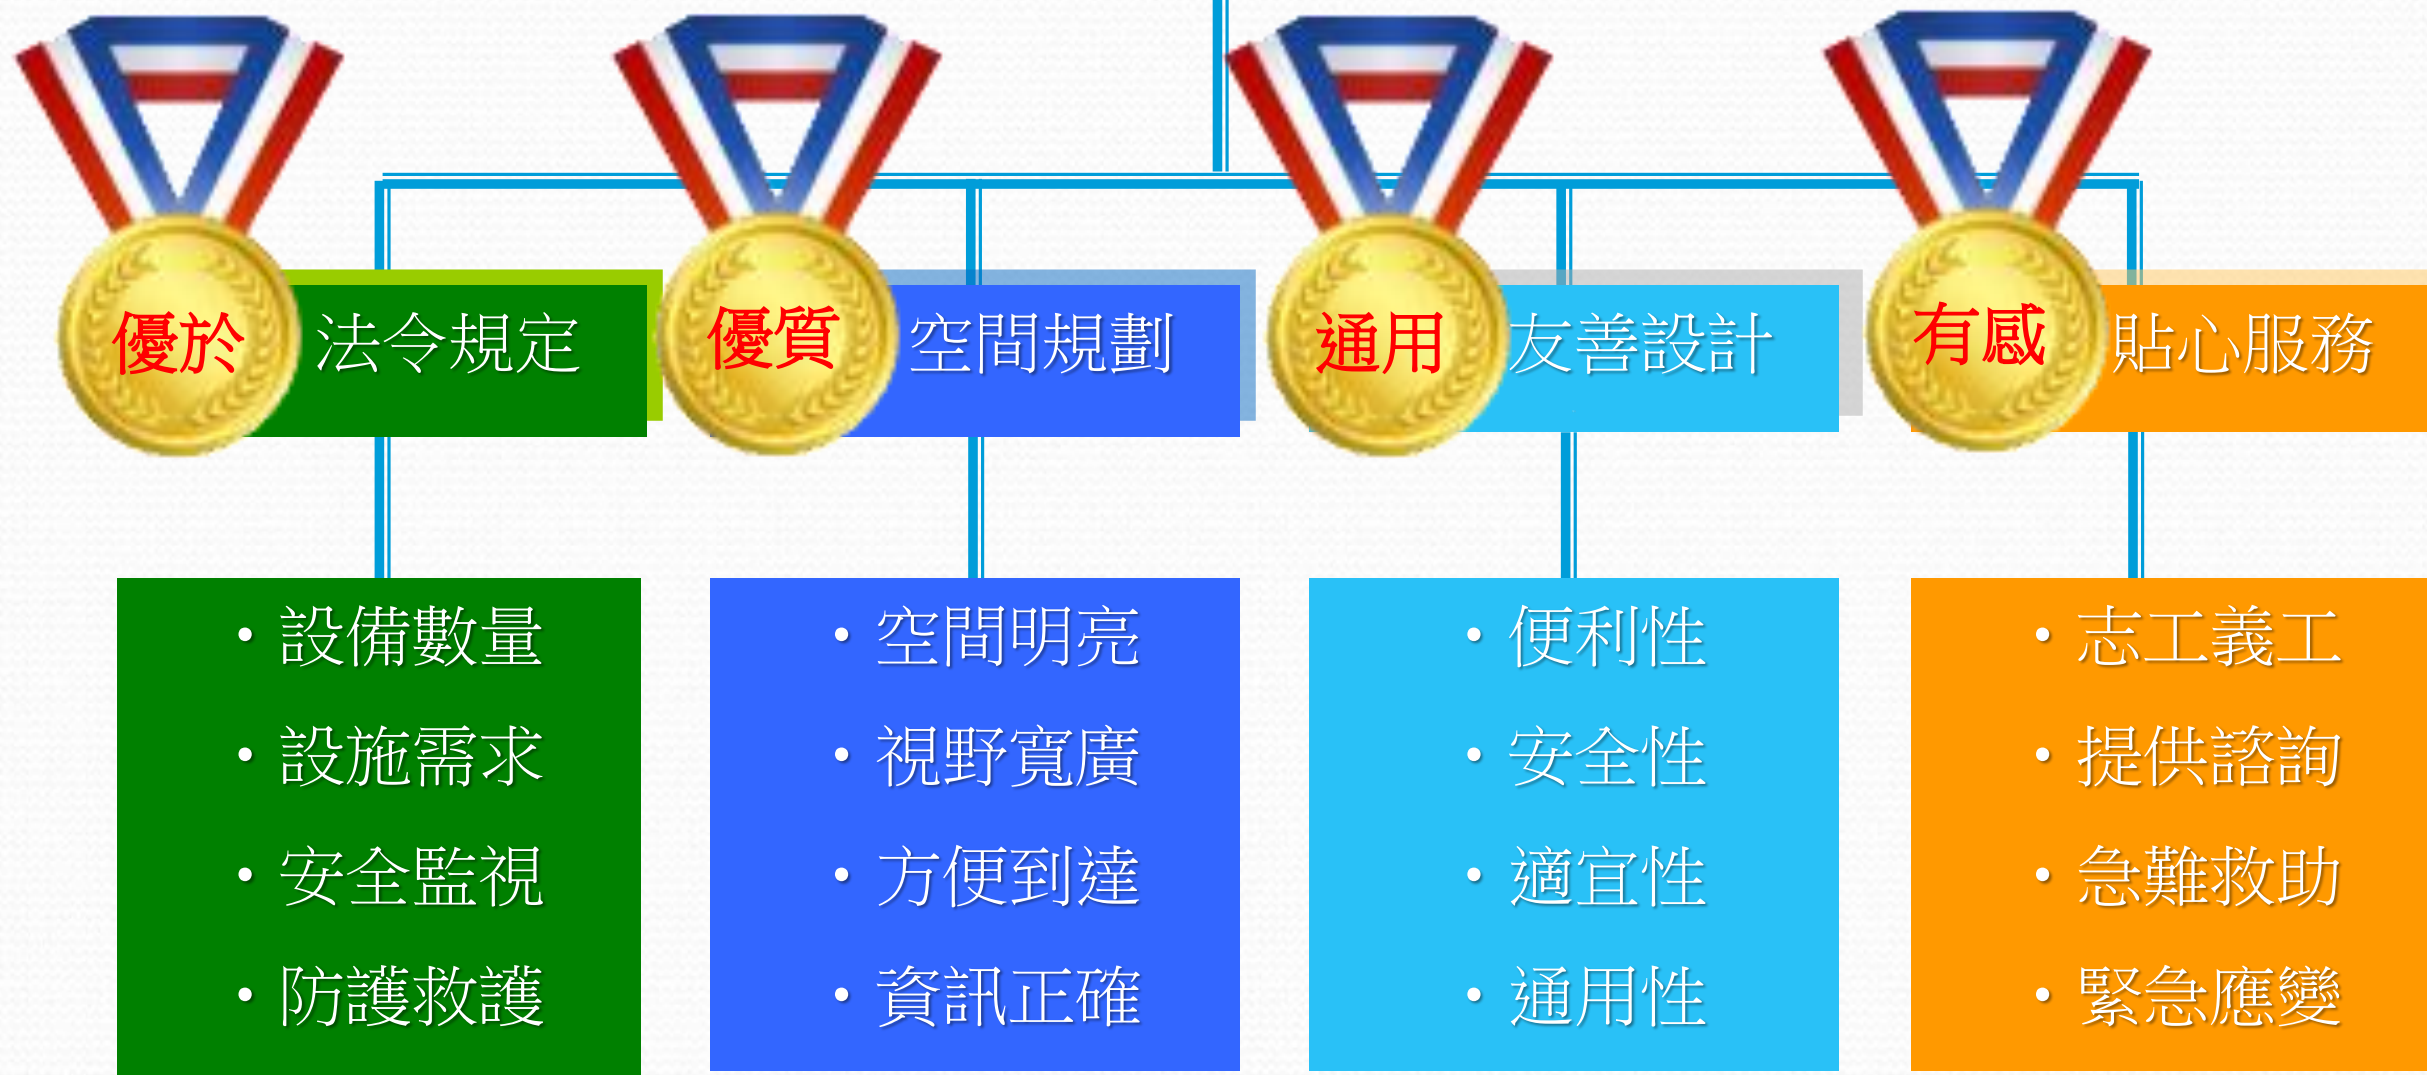 優於 法令規定
優質 空間規劃
通用 友善設計
有感 貼心服務
• 設備數量
• 設施需求
• 安全監視
• 防護救護
• 空間明亮
• 視野寬廣
• 方便到達
• 資訊正確
• 便利性
• 安全性
• 適宜性
• 通用性
• 志工義工
• 提供諮詢
• 急難救助
• 緊急應變